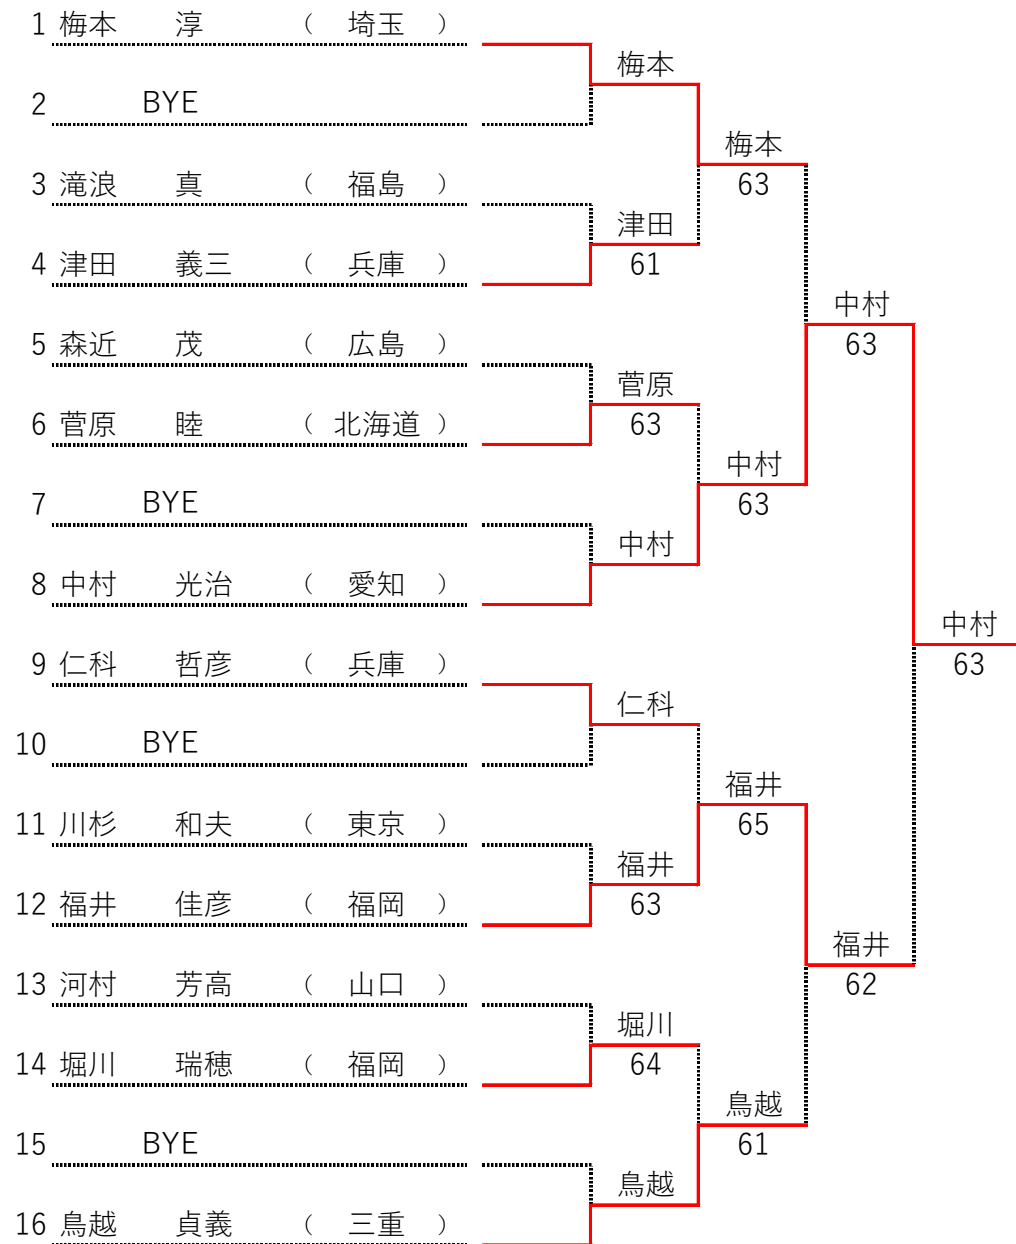 1 梅本 淳 ( 埼玉 )
梅本
2 BYE
梅本
3 滝浪 真 ( 福島 )
63
津田
4 津田 義三 ( 兵庫 )
61
中村
5 森近 茂 ( 広島 )
63
菅原
6 菅原 睦 ( 北海道 )
63
中村
7 BYE
63
中村
8 中村 光治 ( 愛知 )
中村
9 仁科 哲彦 ( 兵庫 )
63
仁科
10 BYE
福井
11 川杉 和夫 ( 東京 )
65
福井
12 福井 佳彦 ( 福岡 )
63
福井
13 河村 芳高 ( 山口 )
62
堀川
14 堀川 瑞穂 ( 福岡 )
64
鳥越
15 BYE
61
鳥越
16 鳥越 貞義 ( 三重 )